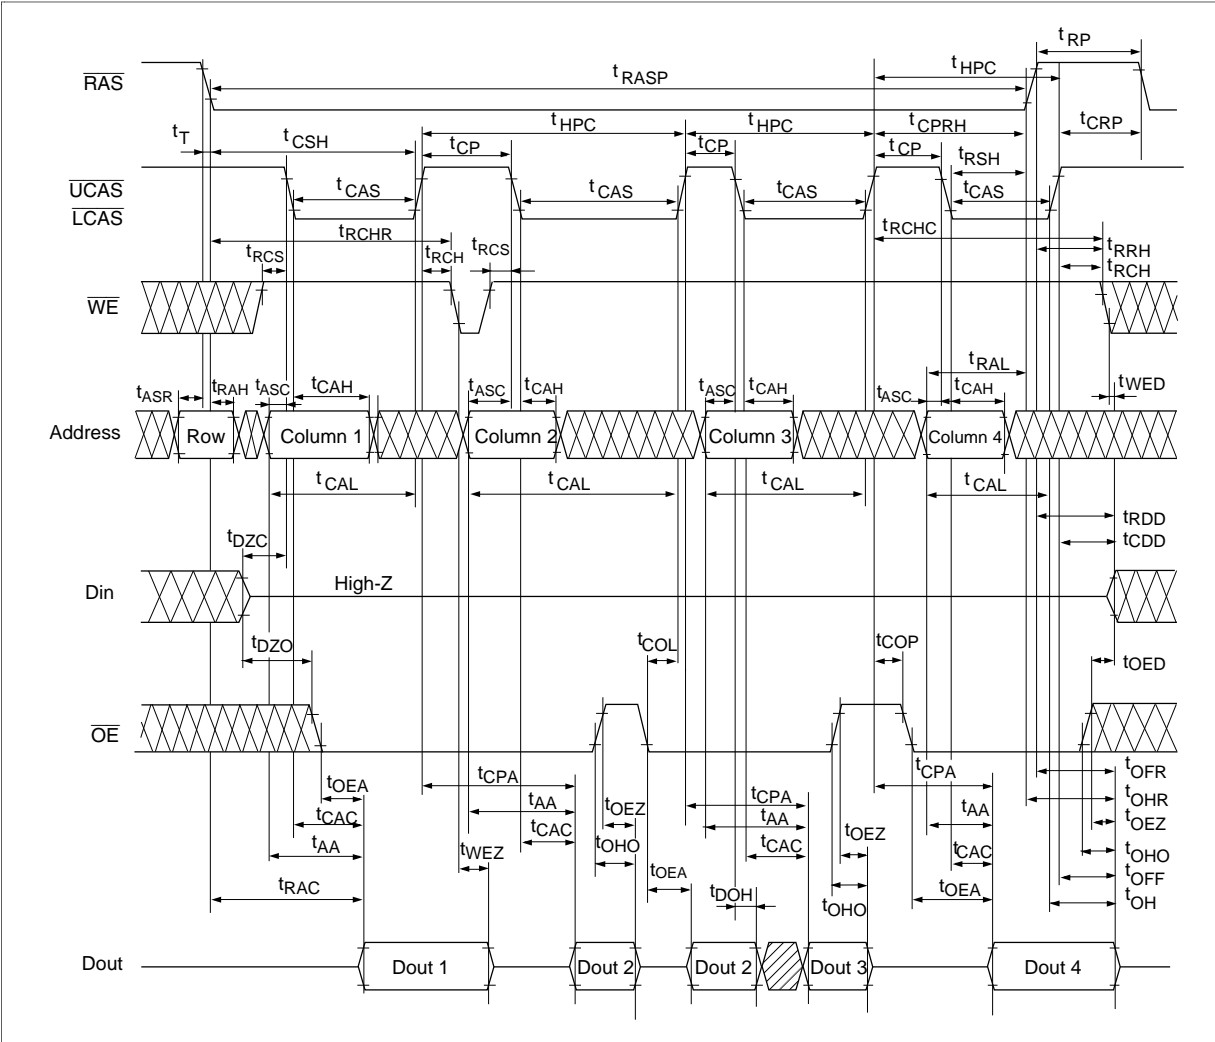 tRP
tHPC
RAS
tRASP
tT
tCSH
tHPC
tHPC
tCPRH
tCRP
tCP
tCP
tCP
tRSH
UCAS
LCAS
tCAS
tCAS
tCAS
tCAS
tRCHR
tRCHC
tRCS
tRCH
tRCS
tRRH
tRCH
WE
tRAL
tWED
tASR
tRAH
tASC
tCAH
tASC
tCAH
tASC
tCAH
tASC
tCAH
Address
Row
Column 1
Column 2
Column 3
Column 4
tCAL
tCAL
tCAL
tCAL
tRDD
tCDD
tDZC
Din
High-Z
tDZO
tCOL
tCOP
tOED
OE
tOEA
tCPA
tCPA
tCPA
tOFR
tCAC
tAA
tOEZ
tAA
tOEZ
tAA
tOHR
tOEZ
tAA
tWEZ
tCAC
tOHO
tCAC
tCAC
tOHO
tRAC
tOEA
tDOH
tOHO
tOEA
tOFF
tOH
Dout
Dout 1
Dout 2
Dout 2
Dout 3
Dout 4